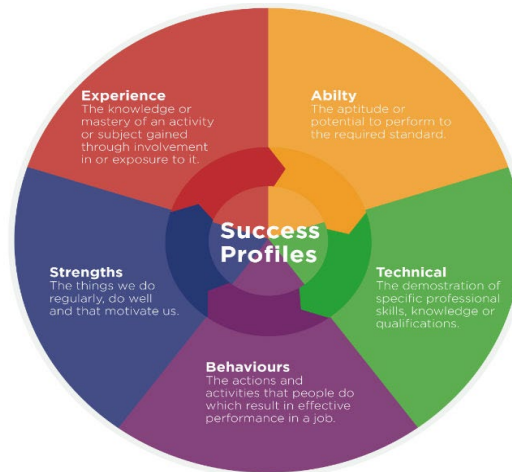 Experience
The knowledge or
mastery of an activity
or subject gained
through involvement
in or exposure to it.
Abilty
The aptitude or
potential to perform to
the required standard.
Success
Profiles
Strengths
The things we do
regularly, do well
and that motivate us.
Technical
The demostration of
specific professional
skills, knowledge or
qualifications.
Behaviours
The actions and
activities that people do
which result in effective
performance in a job.